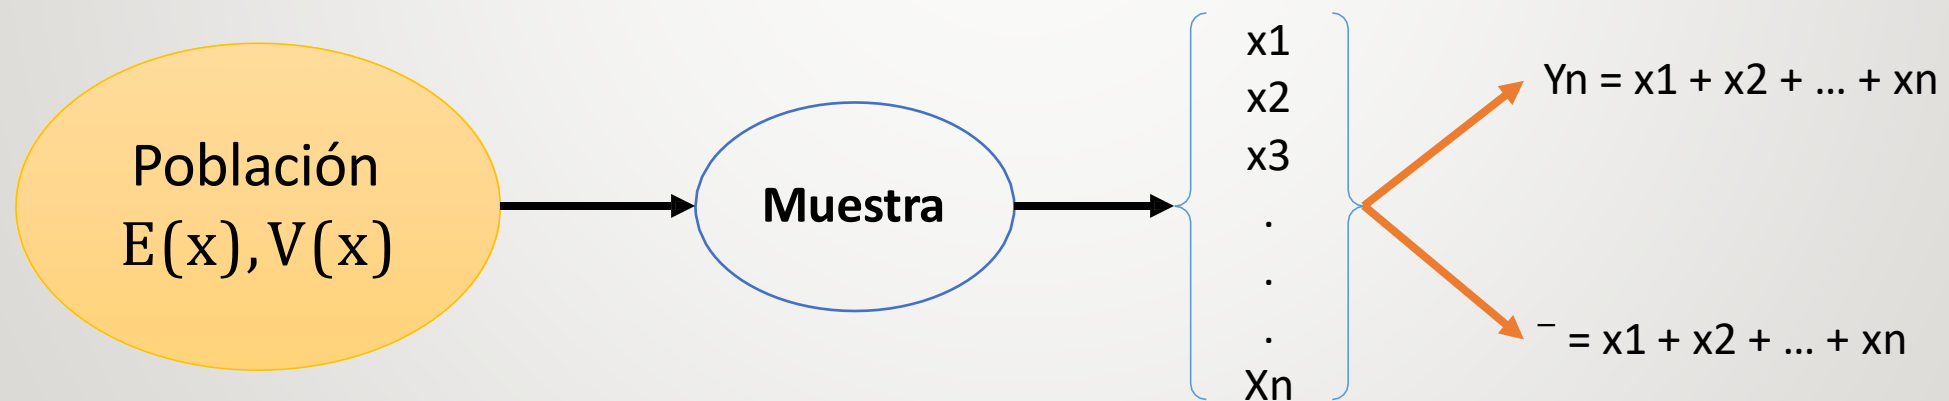 Población
E(x),V(x)
Muestra
x1
x2
x3
.
.
.
Xn
Yn = x1 + x2 + ... + xn
¯ = x1 + x2 + ... + xn